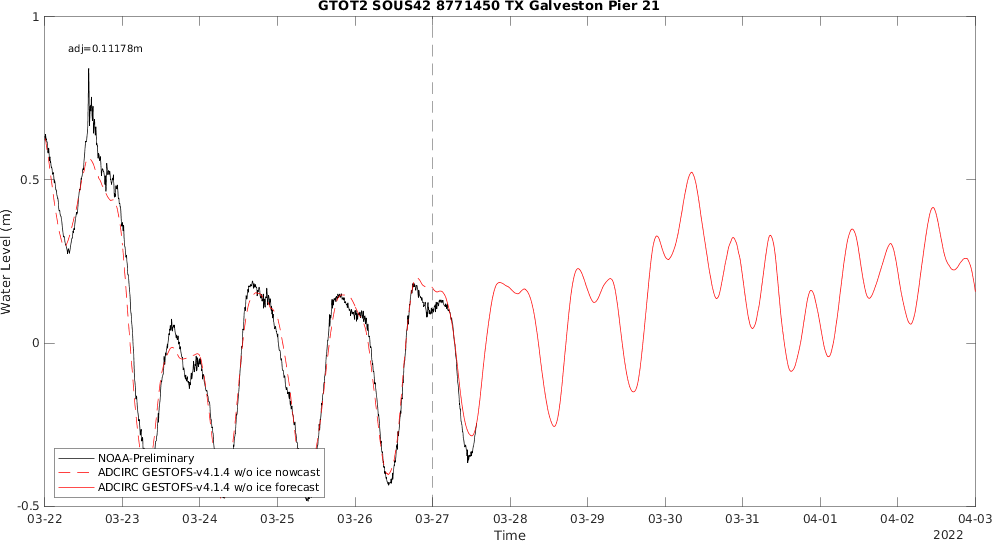 GTOT2 SOUS42 8771450 TX Galveston Pier 21
1
adj=0.11178m
0.5
Water Level (m)
0
NOAA-Preliminary
ADCIRC GESTOFS-v4.1.4 w/o ice nowcast
ADCIRC GESTOFS-v4.1.4 w/o ice forecast
-0.5
03-22 03-23 03-24 03-25 03-26 03-27 03-28 03-29 03-30 03-31 04-01 04-02 04-03
Time
2022